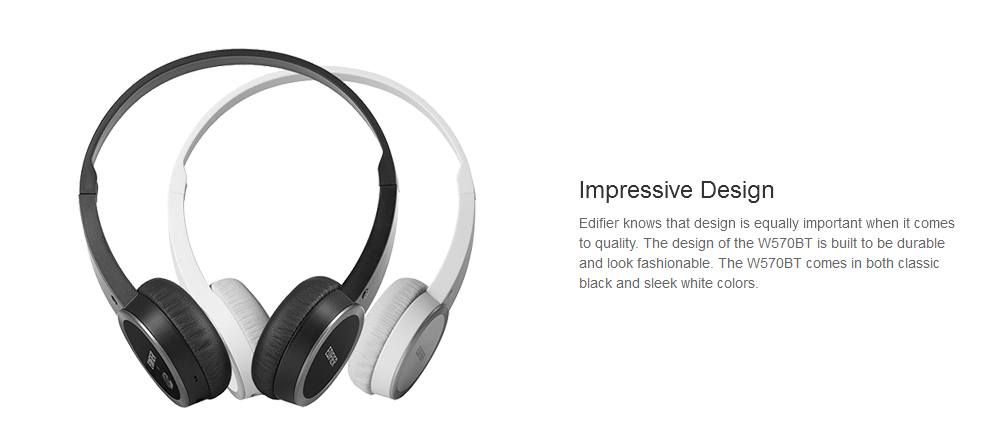 Impressive Design
Edifier knows that design is equally important when it comes
to quality. The design of the W570BT is built to be durable
and look fashionable. The W570BT comes in both classic
black and sleek white colors.
EDIFIER
EDIFIER